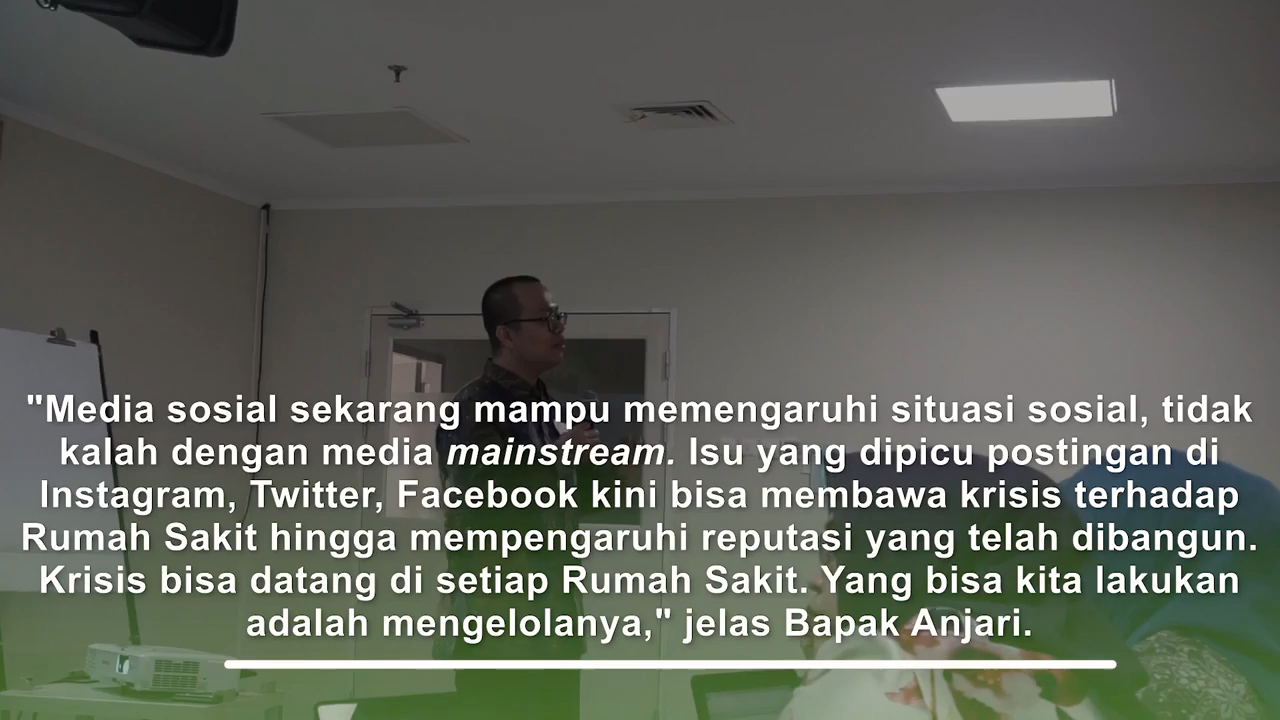 "Media sosial sekarang mampu memengaruhi situasi sosial, tidak
kalah dengan media mainstream. Isu yang dipicu postingan di
Instagram, Twitter, Facebook kini bisa membawa krisis terhadap
Rumah Sakit hingga mempengaruhi reputasi yang telah dibangun.
Krisis bisa datang di setiap Rumah Sakit. Yang bisa kita lakukan
adalah mengelolanya," jelas Bapak Anjari.